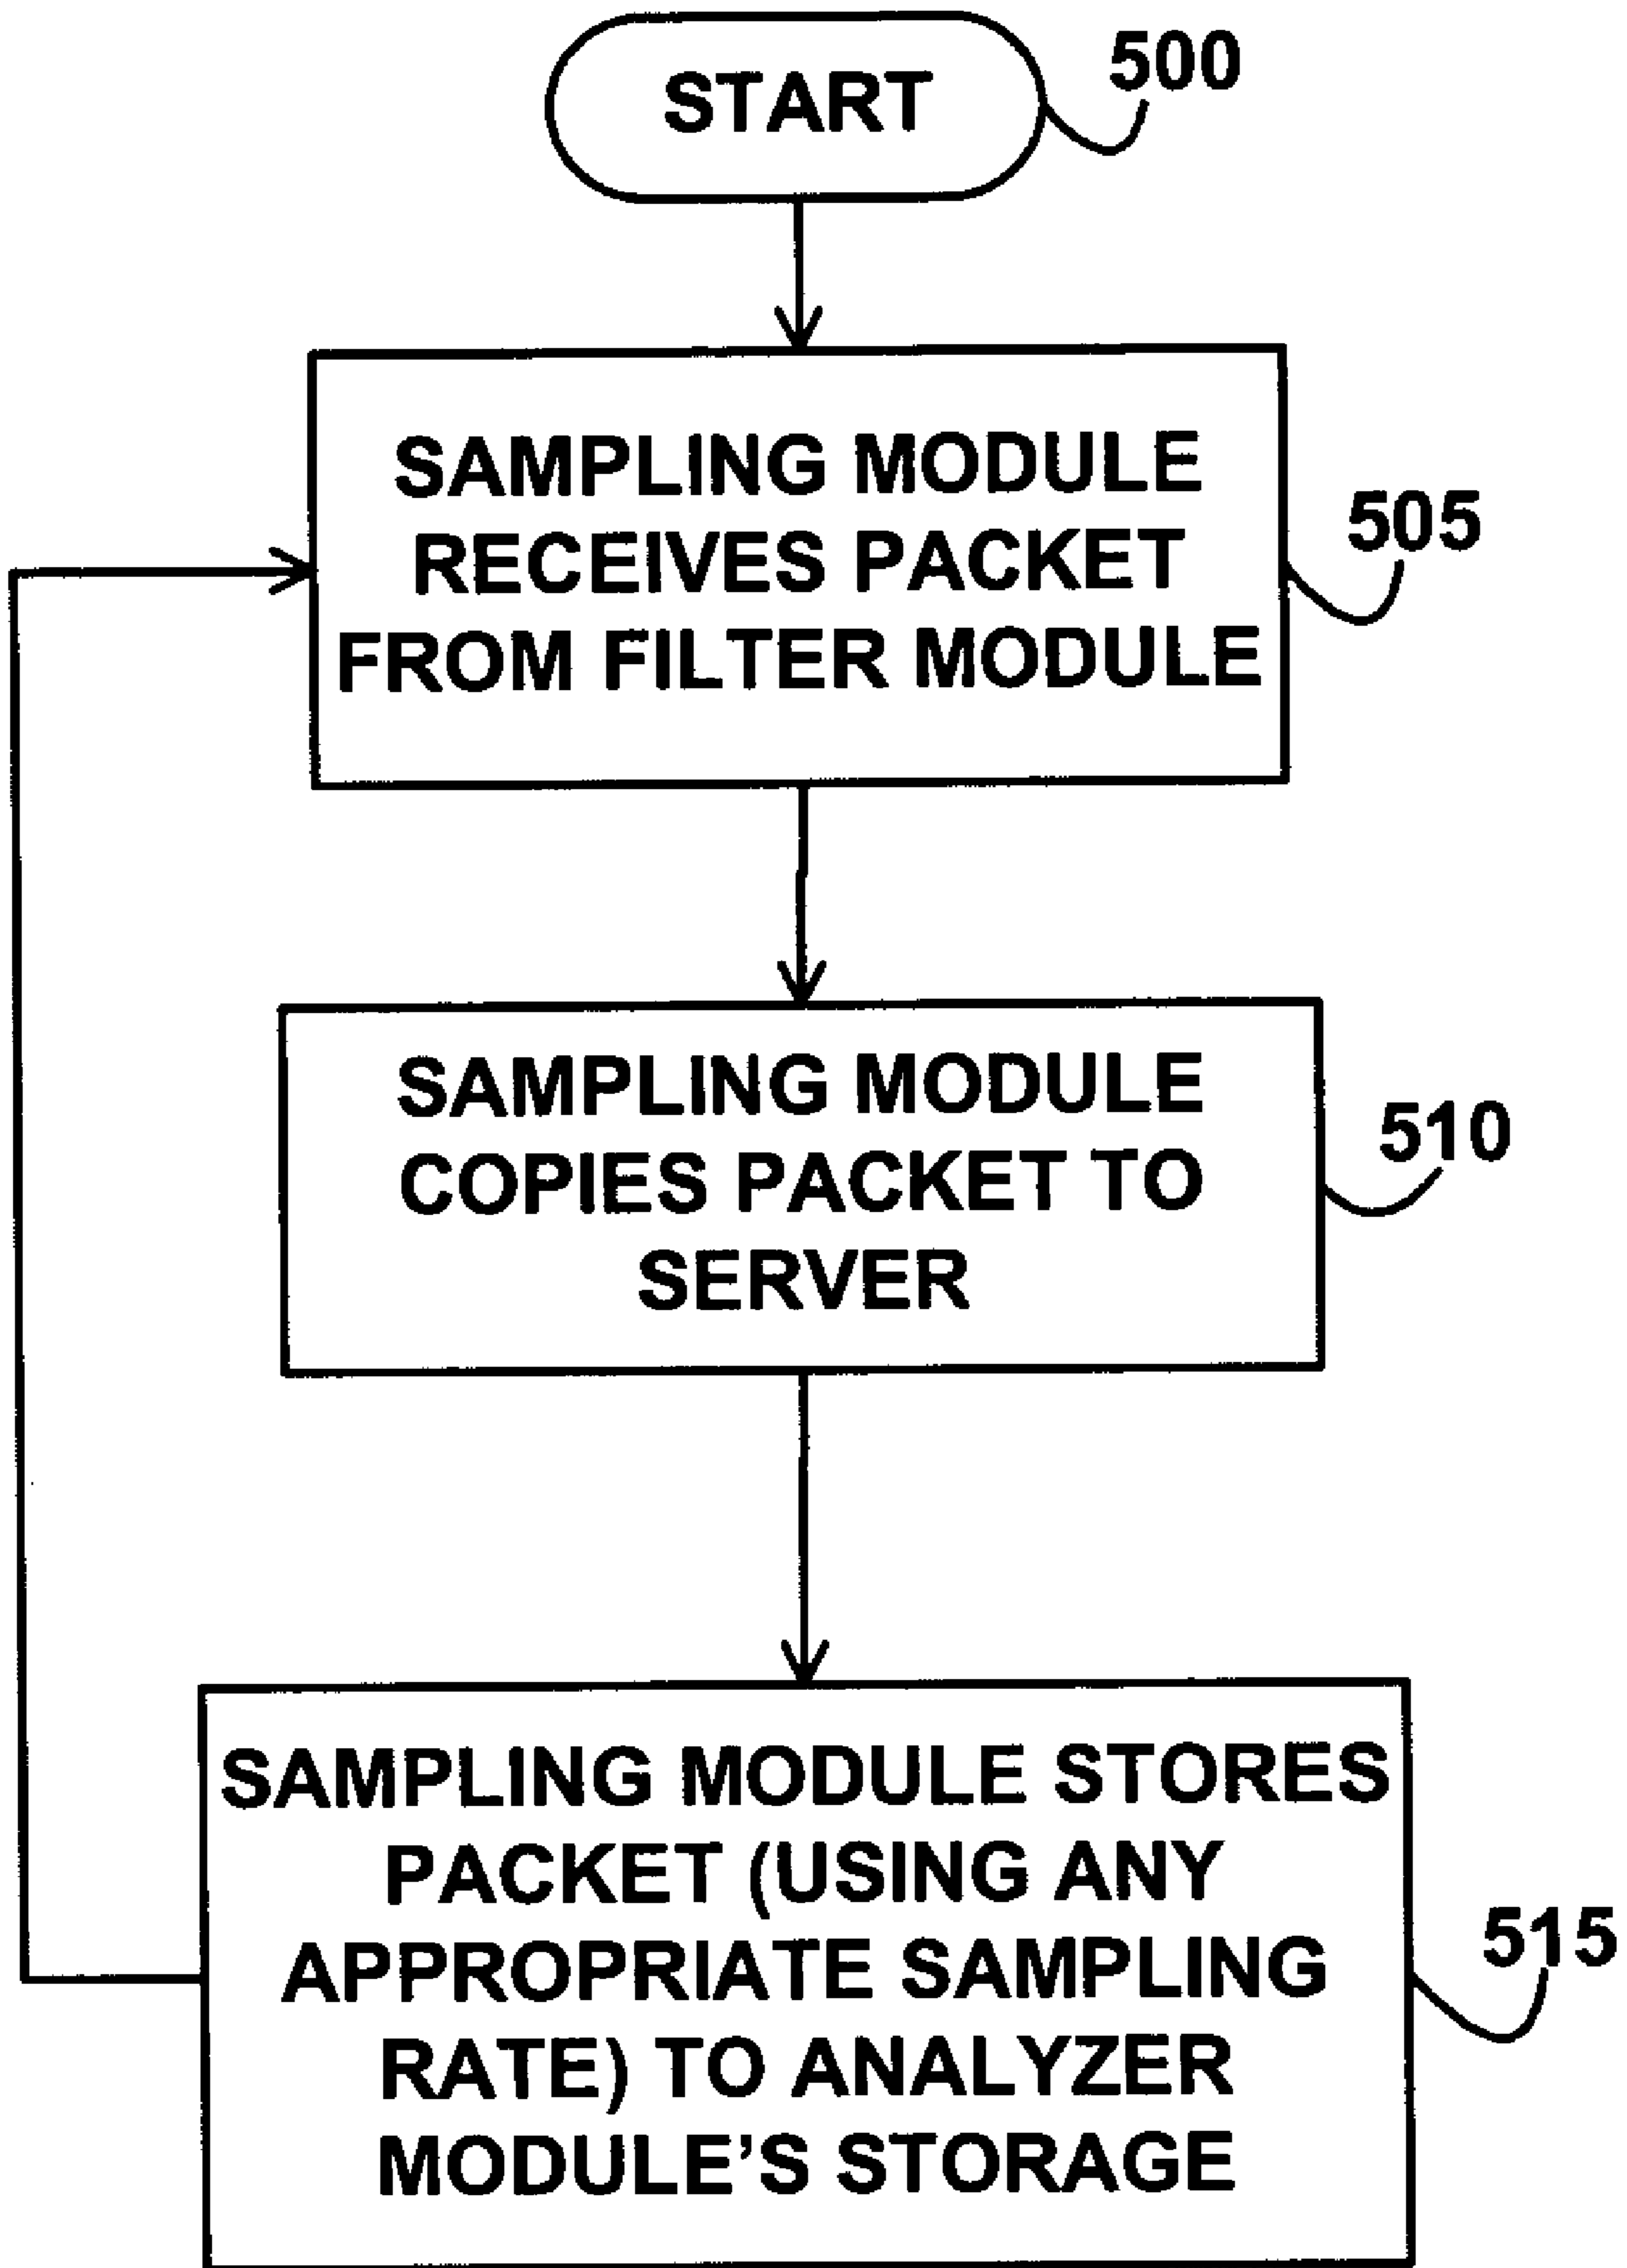 START
500
SAMPLING MODULE
RECEIVES PACKET
FROM FILTER MODULE
505
SAMPLING MODULE
COPIES PACKET TO
SERVER
510
SAMPLING MODULE STORES
PACKET (USING ANY
APPROPRIATE SAMPLING
RATE) TO ANALYZER
MODULE'S STORAGE
515